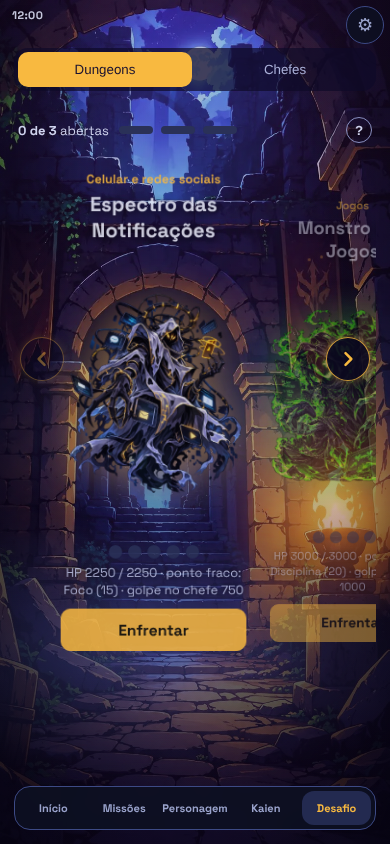 12:00
Dungeons
Chefes
0 de 3 abertas
?
Celular e redes sociais
Espectro das
Notificações
Jogos
Monstro
Jogos
HP 2250 / 2250 · ponto fraco:
Foco (15) · golpe no chefe 750
HP 3000 / 3000 ·
Disciplina (20) ·
1000
Enfrentar
Início
Missões
Personagem
Kaien
Desafio